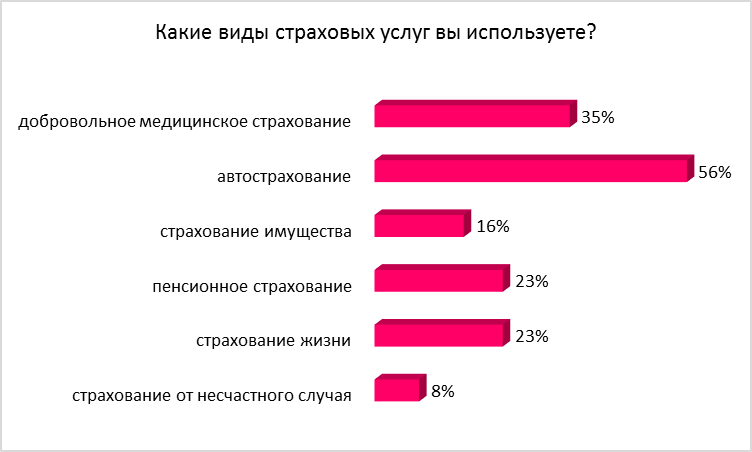 Какие виды страховых услуг вы используете?
добровольное медицинское страхование 35%
автострахование 56%
страхование имущества 16%
пенсионное страхование 23%
страхование жизни 23%
страхование от несчастного случая 8%